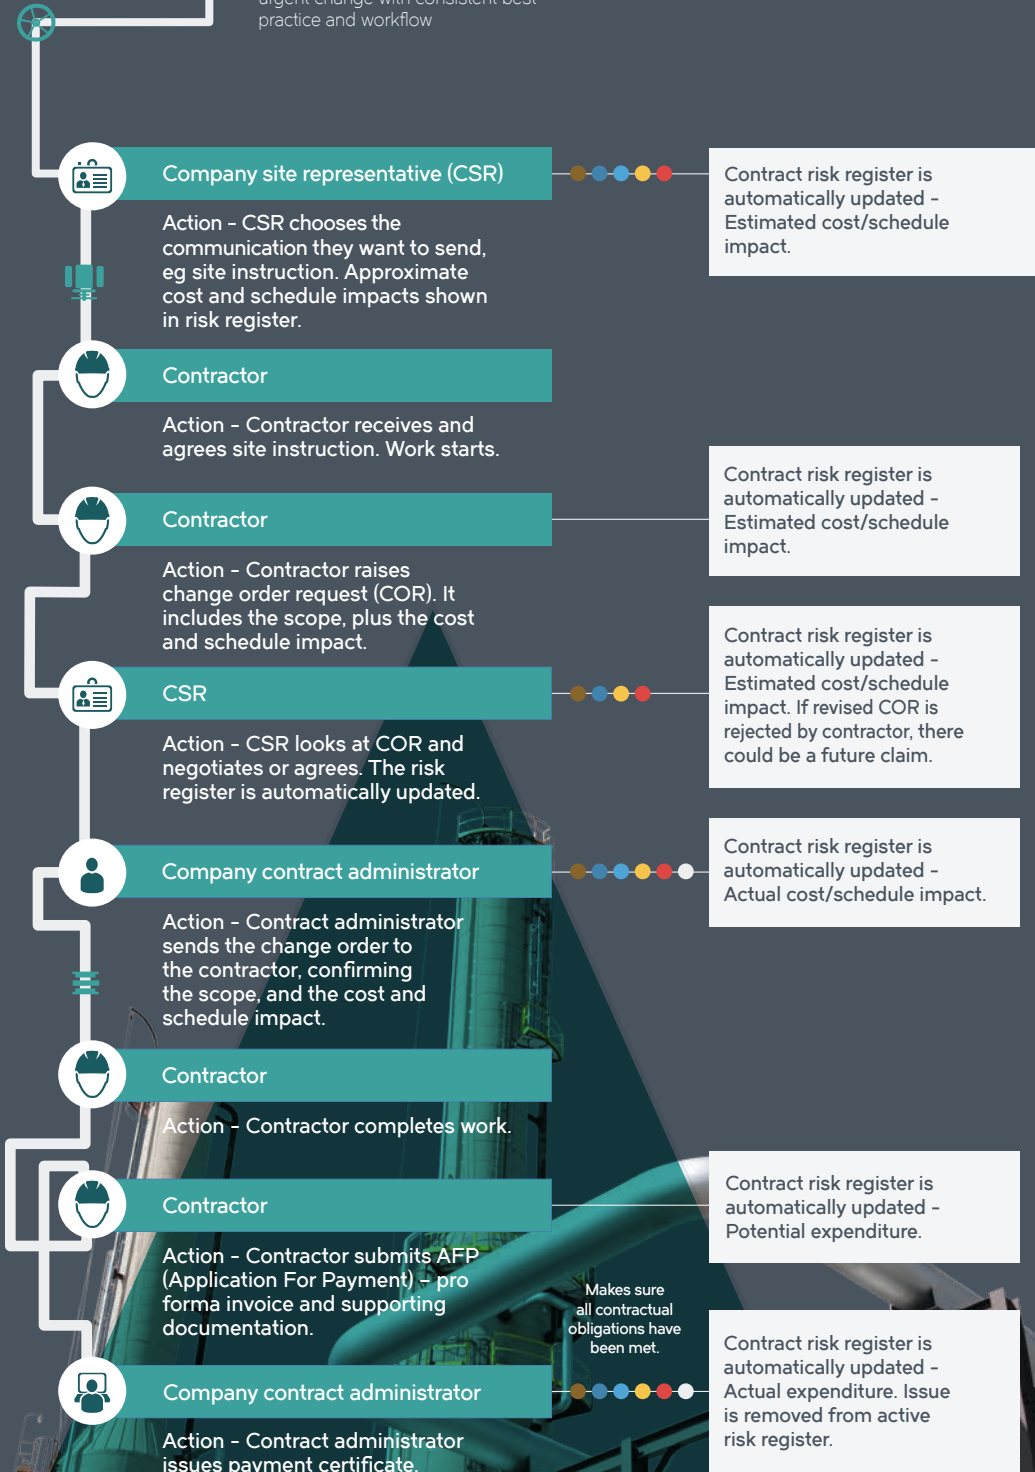 urgent change with consistent best
practice and workflow
Company site representative (CSR)
Action - CSR chooses the
communication they want to send,
eg site instruction. Approximate
cost and schedule impacts shown
in risk register.
Contract risk register is
automatically updated -
Estimated cost/schedule
impact.
Contractor
Action - Contractor receives and
agrees site instruction. Work starts.
Contractor
Action - Contractor raises
change order request (COR). It
includes the scope, plus the cost
and schedule impact.
Contract risk register is
automatically updated -
Estimated cost/schedule
impact.
CSR
Action - CSR looks at COR and
negotiates or agrees. The risk
register is automatically updated.
Contract risk register is
automatically updated -
Estimated cost/schedule
impact. If revised COR is
rejected by contractor, there
could be a future claim.
Company contract administrator
Action - Contract administrator
sends the change order to
the contractor, confirming
the scope, and the cost and
schedule impact.
Contract risk register is
automatically updated -
Actual cost/schedule impact.
Contractor
Action - Contractor completes work.
Contractor
Action - Contractor submits AFP
(Application For Payment) – pro
forma invoice and supporting
documentation.
Contract risk register is
automatically updated -
Potential expenditure.
Makes sure
all contractual
obligations have
been met.
Company contract administrator
Action - Contract administrator
issues payment certificate.
Contract risk register is
automatically updated -
Actual expenditure. Issue
is removed from active
risk register.